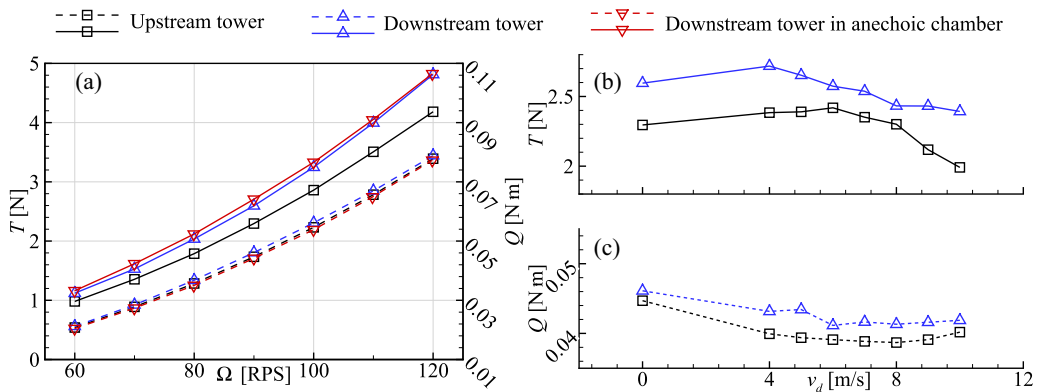 Upstream tower Downstream tower Downstream tower in anechoic chamber
(a)
T [N]
5
4
3
2
1
0
60 80 100 120
Ω [RPS]
0.11
0.09
0.07
0.05
0.03
0.01
Q [N m]
(b)
T [N]
2.5
2
(c)
Q [N m]
0.05
0.04
0 4 8 12
v_d [m/s]